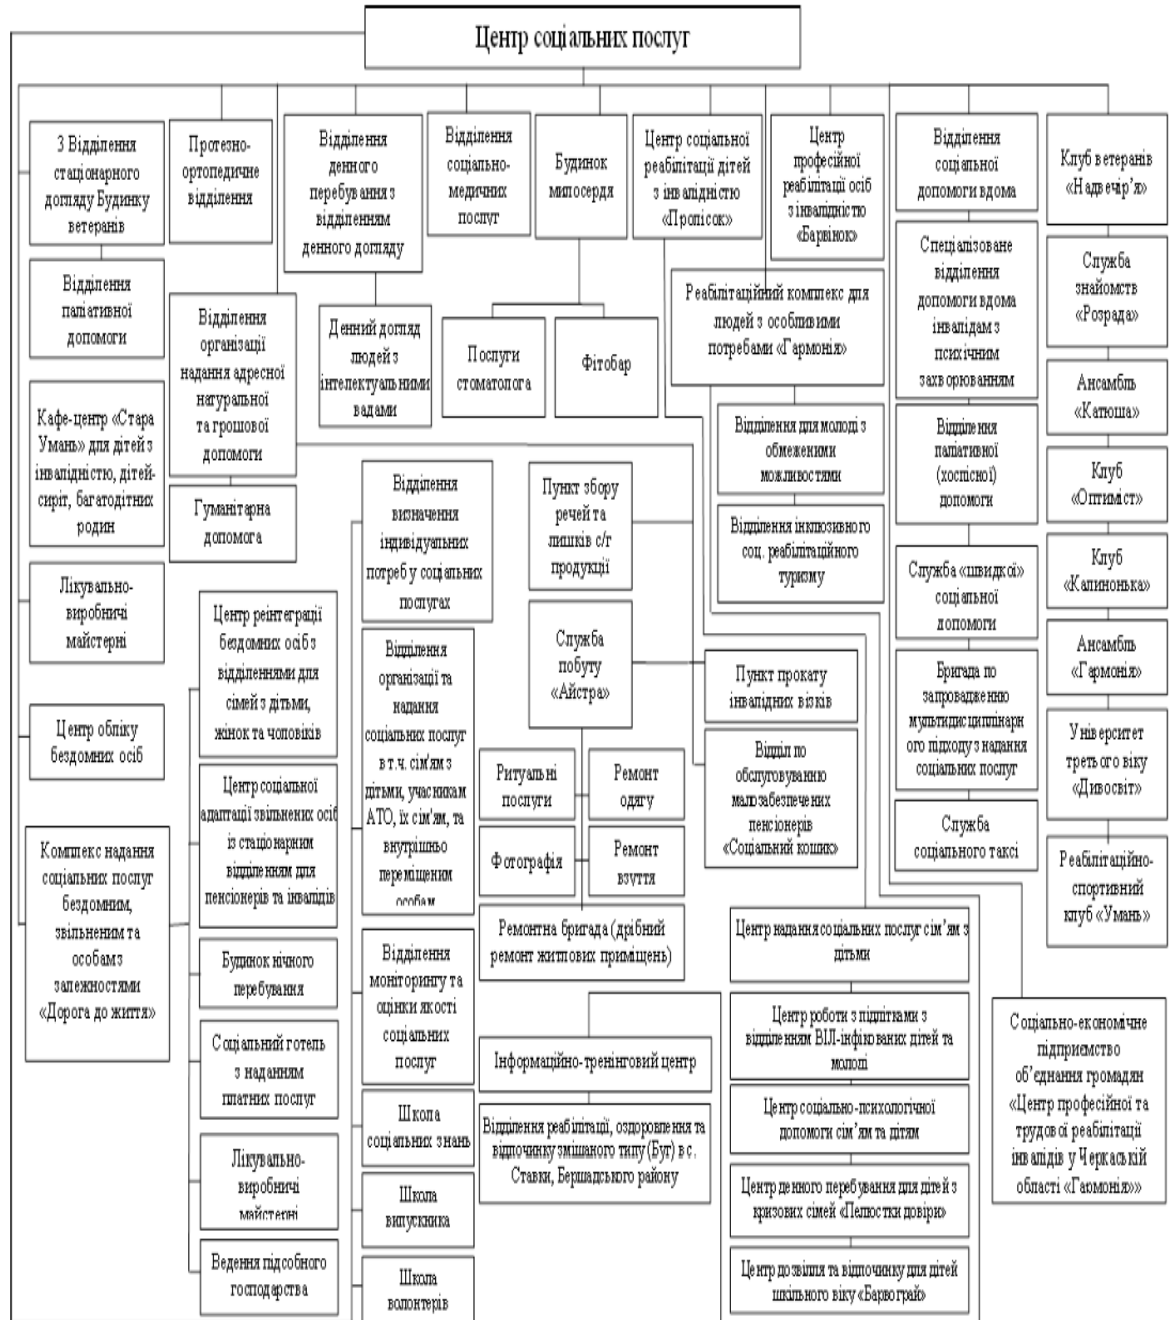 Центр соціальних послуг
3 Відділення
стаціонарного
догляду Будинку
ветеранів
Протезно-
ортопедичне
відділення
Відділення
денного
перебування з
відділенням
денного догляду
Відділення
соціально-
медичних
послуг
Будинок
милосердя
Центр соціальної
реабілітації дітей
з інвалідністю
«Пролісок»
Центр
професійної
реабілітації осіб
з інвалідністю
«Барвінок»
Відділення
соціальної
допомоги вдома
Клуб ветеранів
«Надвечір’я»
Відділення
паліативної
допомоги
Відділення
організації
надання адресної
натуральної
та грошової
допомоги
Денний догляд
людей з
інтелектуальними
вадами
Послуги
стоматолога
Фітобар
Реабілітаційний комплекс для
людей з особливими
потребами «Гармонія»
Спеціалізоване
відділення
допомоги вдома
інвалідам з
психічним
захворюванням
Служба
знайомств
«Розрада»
Ансамбль
«Катюша»
Кафе-центр «Стара
Умань» для дітей з
інвалідністю, дітей-
сиріт, багатодітних
родин
Гуманітарна
допомога
Відділення
визначення
індивідуальних
потреб у соціальних
послугах
Пункт збору
речей та
лишків с/г
продукції
Відділення для молоді з
обмеженими
можливостями
Відділення інклюзивного
соц. реабілітаційного
туризму
Відділення
паліативної
(хоспісної)
допомоги
Клуб
«Оптиміст»
Клуб
«Калинонька»
Лікувально-
виробничі
майстерні
Центр реінтеграції
бездомних осіб з
відділеннями для
сімей з дітьми,
жінок та чоловіків
Відділення
організації та
надання
соціальних послуг
в т.ч. сім’ям з
дітьми, учасникам
АТО, їх сім’ям, та
внутрішньо
переміщеним
особам
Служба
побуту
«Айстра»
Пункт прокату
інвалідних візків
Служба «швидкої»
соціальної
допомоги
Ансамбль
«Гармонія»
Центр обліку
бездомних осіб
Центр соціальної
адаптації звільнених осіб
із стаціонарним
відділенням для
пенсіонерів та інвалідів
Ритуальні
послуги
Ремонт
одягу
Фотографія
Ремонт
взуття
Відділ по
обслуговуванню
малозабезпечених
пенсіонерів
«Соціальний кошик»
Бригада по
запровадженню
мультидисциплінарн
ого підходу з надання
соціальних послуг
Університет
третього віку
«Дивосвіт»
Служба
соціального таксі
Реабілітаційно-
спортивний
клуб «Умань»
Комплекс надання
соціальних послуг
бездомним,
звільненим та
особам з
залежностями
«Дорога до життя»
Будинок нічного
перебування
Відділення
моніторингу та
оцінки якості
соціальних
послуг
Ремонтна бригада (дрібний
ремонт житлових приміщень)
Центр надання соціальних послуг сім’ям з
дітьми
Соціальний готель
з наданням
платних послуг
Інформаційно-тренінговий центр
Центр роботи з підлітками з
відділенням ВІЛ-інфікованих дітей та
молоді
Соціально-економічне
підприємство
об’єднання громадян
«Центр професійної та
трудової реабілітації
інвалідів у Черкаській
області «Гармонія»»
Школа
соціальних знань
Відділення реабілітації, оздоровлення та
відпочинку змішаного типу (Буг) в с.
Ставки, Бершадського району
Центр соціально-психологічної
допомоги сім’ям та дітям
Лікувально-
виробничі
майстерні
Школа
випускника
Центр денного перебування для дітей з
кризових сімей «Пелюстки довіри»
Ведення підсобного
господарства
Школа
волонтерів
Центр дозвілля та відпочинку для дітей
шкільного віку «Барвограй»